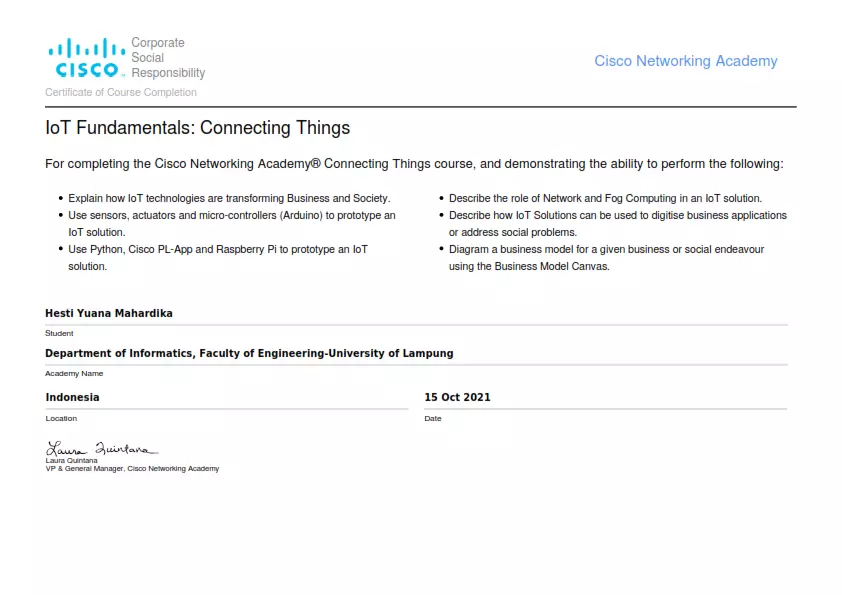 Corporate
Social
Responsibility
CISCO™
Cisco Networking Academy
Certificate of Course Completion
IoT Fundamentals: Connecting Things
For completing the Cisco Networking Academy® Connecting Things course, and demonstrating the ability to perform the following:
• Explain how IoT technologies are transforming Business and Society.
• Use sensors, actuators and micro-controllers (Arduino) to prototype an
IoT solution.
• Use Python, Cisco PL-App and Raspberry Pi to prototype an IoT
solution.
• Describe the role of Network and Fog Computing in an IoT solution.
• Describe how IoT Solutions can be used to digitise business applications
or address social problems.
• Diagram a business model for a given business or social endeavour
using the Business Model Canvas.
Hesti Yuana Mahardika
Student
Department of Informatics, Faculty of Engineering-University of Lampung
Academy Name
Indonesia
Location
15 Oct 2021
Date
Laura Quintana
Laura Quintana
VP & General Manager, Cisco Networking Academy